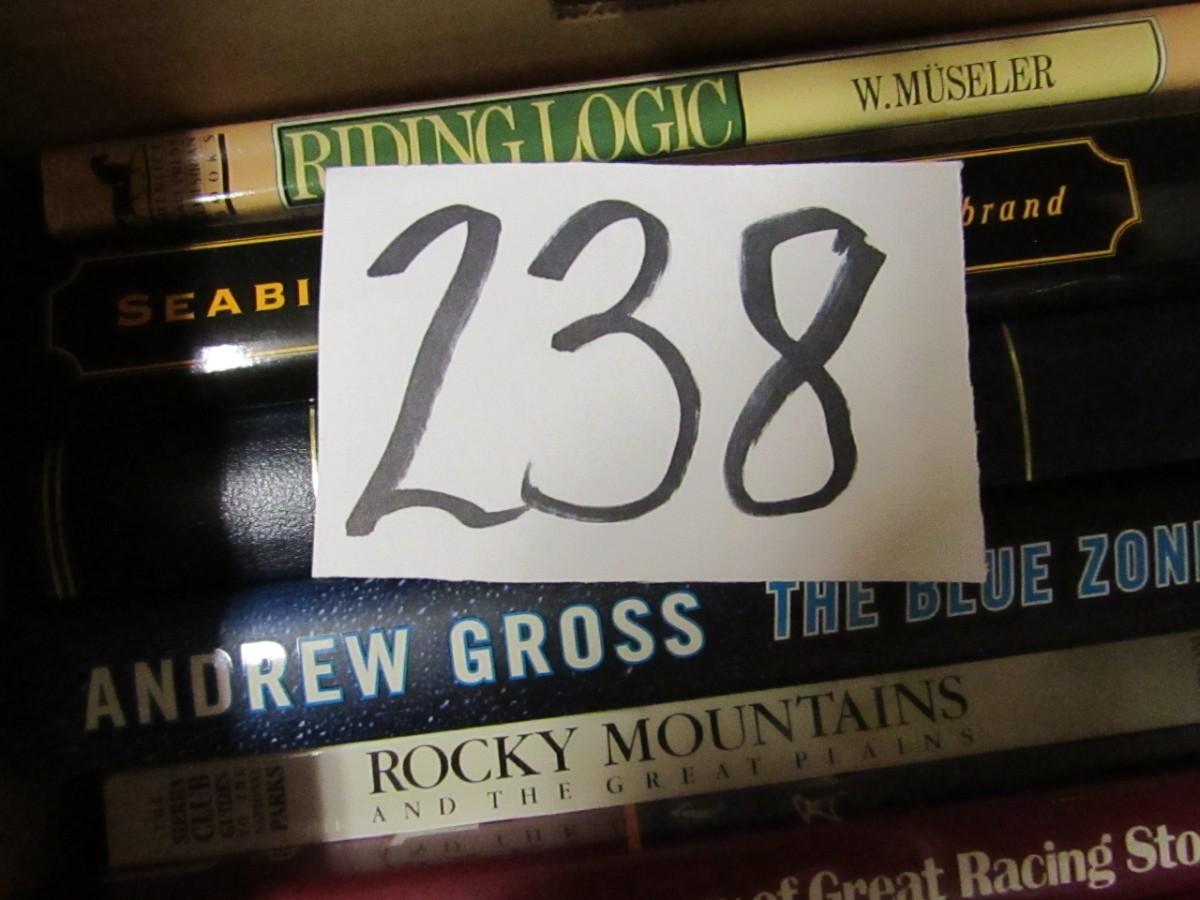 RIDING LOGIC W. MÜSELER
BOOKS
SEABI brand
238
ANDREW GROSS THE BLUE ZON
THE
SIERRA
CLUB
GUIDES
TO THE
NATIONAL
PARKS
ROCKY MOUNTAINS
AND THE GREAT PLAINS
of Great Racing Sto